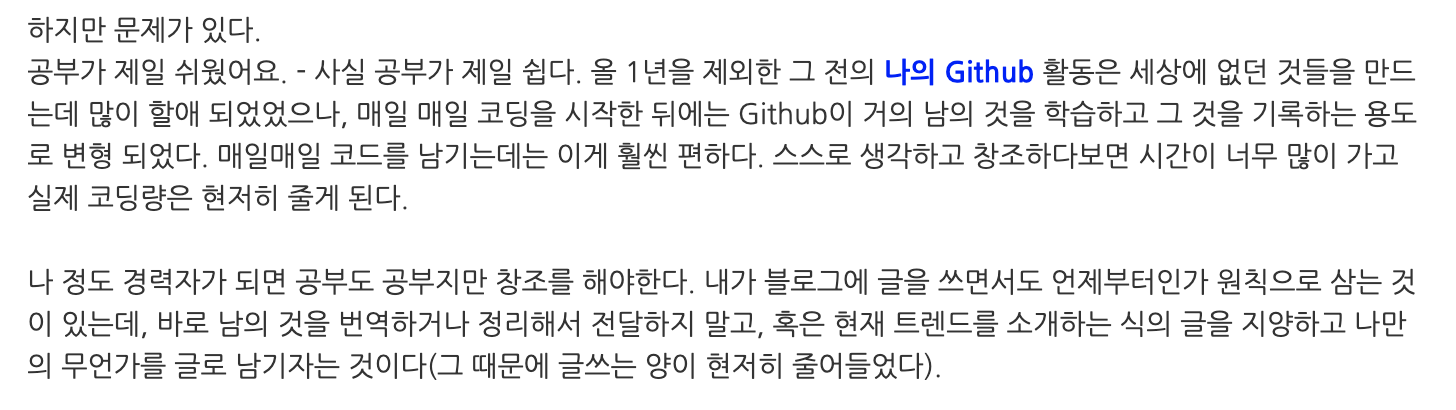 하지만 문제가 있다.
공부가 제일 쉬웠어요. - 사실 공부가 제일 쉽다. 올 1년을 제외한 그 전의 나의 Github 활동은 세상에 없던 것들을 만드
는데 많이 할애 되었었으나, 매일 매일 코딩을 시작한 뒤에는 Github이 거의 남의 것을 학습하고 그 것을 기록하는 용도
로 변형 되었다. 매일매일 코드를 남기는데는 이게 훨씬 편하다. 스스로 생각하고 창조하다보면 시간이 너무 많이 가고
실제 코딩량은 현저히 줄게 된다.
나 정도 경력자가 되면 공부도 공부지만 창조를 해야한다. 내가 블로그에 글을 쓰면서도 언제부터인가 원칙으로 삼는 것
이 있는데, 바로 남의 것을 번역하거나 정리해서 전달하지 말고, 혹은 현재 트렌드를 소개하는 식의 글을 지양하고 나만
의 무언가를 글로 남기자는 것이다(그 때문에 글쓰는 양이 현저히 줄어들었다).